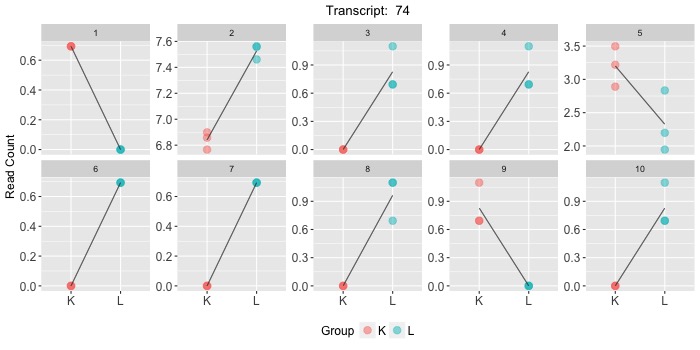 Transcript: 74
1 2 3 4 5
0.6 0.4 0.2 0.0
7.6 7.4 7.2 7.0 6.8
0.9 0.6 0.3 0.0
0.9 0.6 0.3 0.0
3.5 3.0 2.5 2.0
Read Count
6 7 8 9 10
0.6 0.4 0.2 0.0
0.6 0.4 0.2 0.0
0.9 0.6 0.3 0.0
0.9 0.6 0.3 0.0
0.9 0.6 0.3 0.0
K L K L K L K L K L
Group K L